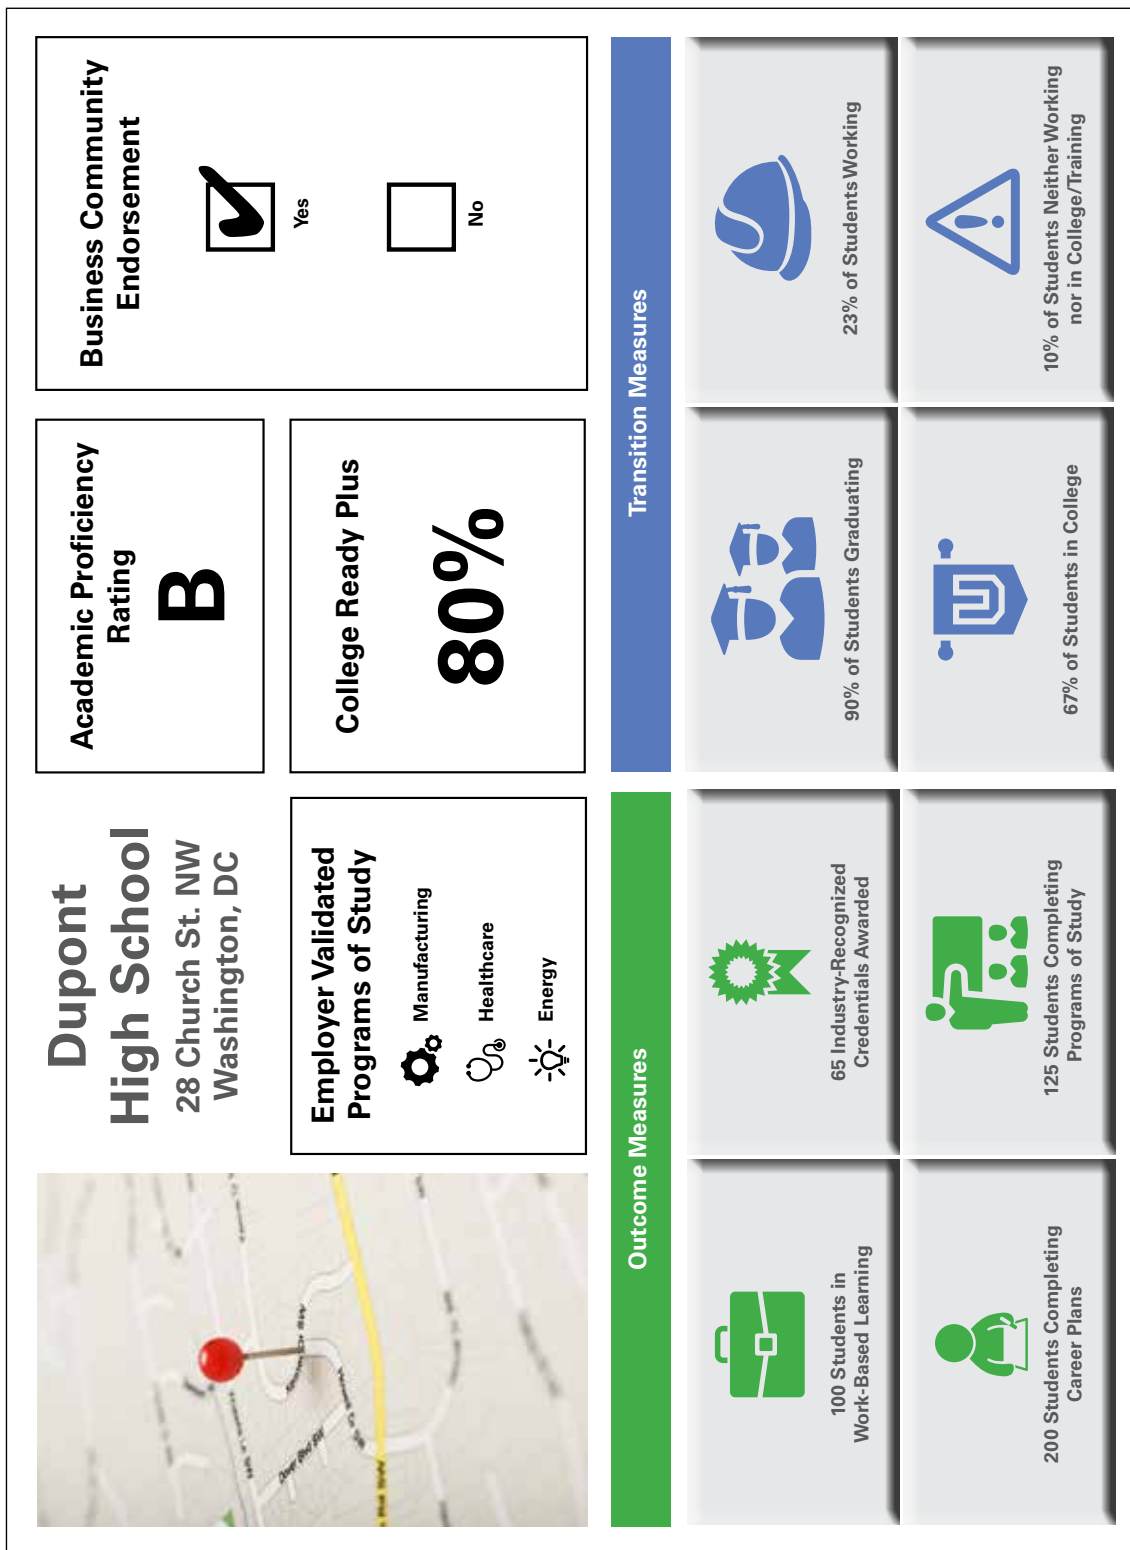 Dupont
High School
28 Church St. NW
Washington, DC
Employer Validated
Programs of Study
Manufacturing
Healthcare
Energy
Academic Proficiency
Rating
B
College Ready Plus
80%
Business Community
Endorsement
Yes
No
Outcome Measures
100 Students in
Work-Based Learning
65 Industry-Recognized
Credentials Awarded
200 Students Completing
Career Plans
125 Students Completing
Programs of Study
Transition Measures
90% of Students Graduating
23% of Students Working
U
67% of Students in College
10% of Students Neither Working
nor in College/Training